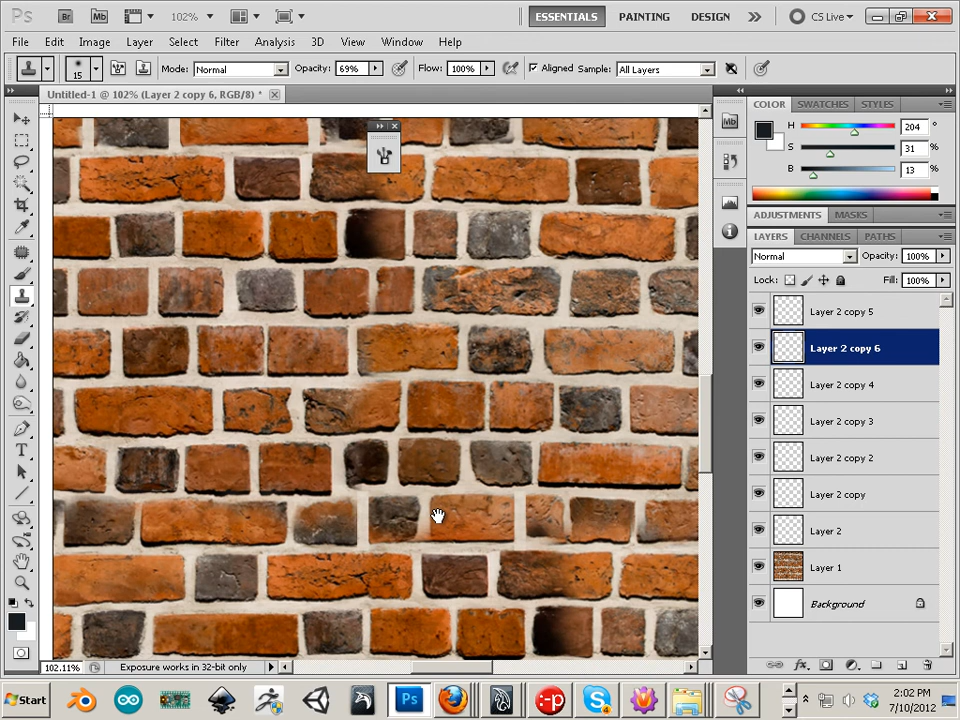 Ps Br Mb 102% ESSENTIALS PAINTING DESIGN CS Live
File Edit Image Layer Select Filter Analysis 3D View Window Help
15 Mode: Normal Opacity: 69% Flow: 100% Aligned Sample: All Layers
Untitled-1 @ 102% (Layer 2 copy 6, RGB/8) *
COLOR SWATCHES STYLES
Mb
H 204 °
S 31 %
B 13 %
ADJUSTMENTS MASKS
LAYERS CHANNELS PATHS
Normal Opacity: 100%
Lock: Fill: 100%
Layer 2 copy 5
Layer 2 copy 6
Layer 2 copy 4
Layer 2 copy 3
Layer 2 copy 2
Layer 2 copy
Layer 2
Layer 1
Background
T
102.11% Exposure works in 32-bit only
fx
Start Ps :p S 4 2:02 PM
7/10/2012